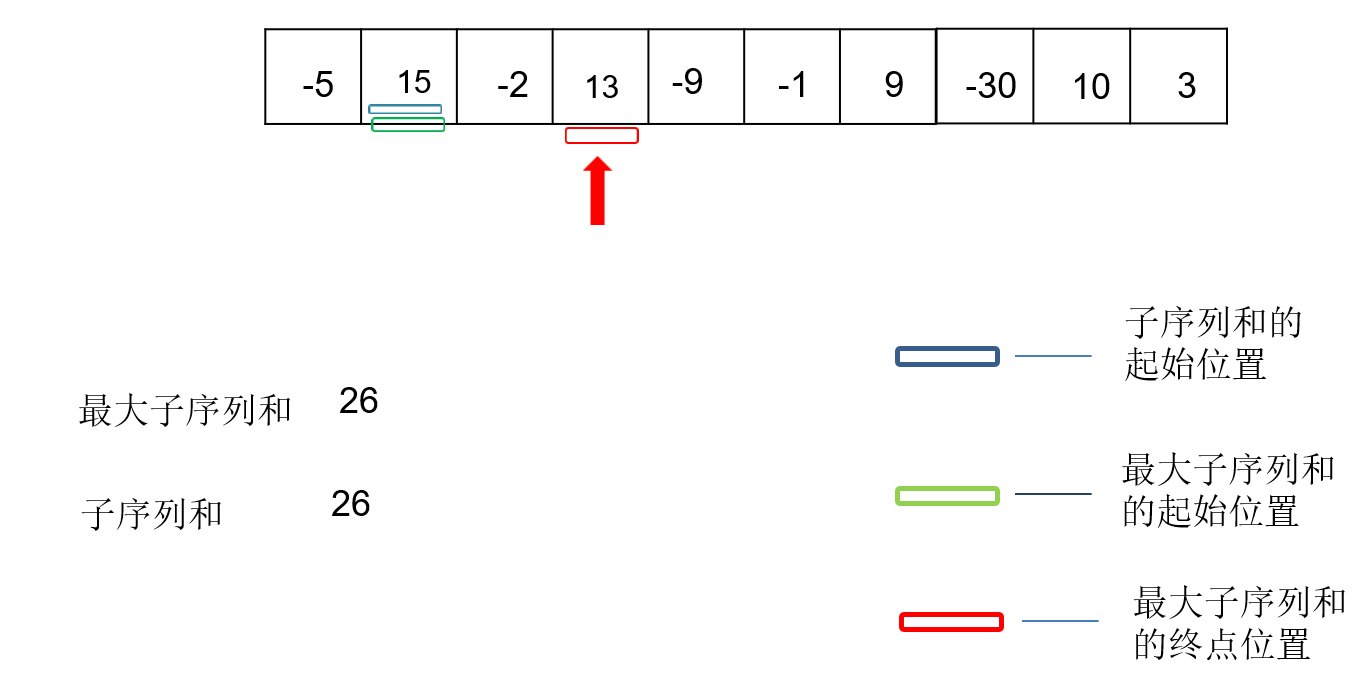 -5 15 -2 13 -9 -1 9 -30 10 3
子序列和的
起始位置
最大子序列和 26
最大子序列和
的起始位置
子序列和 26
最大子序列和
的终点位置